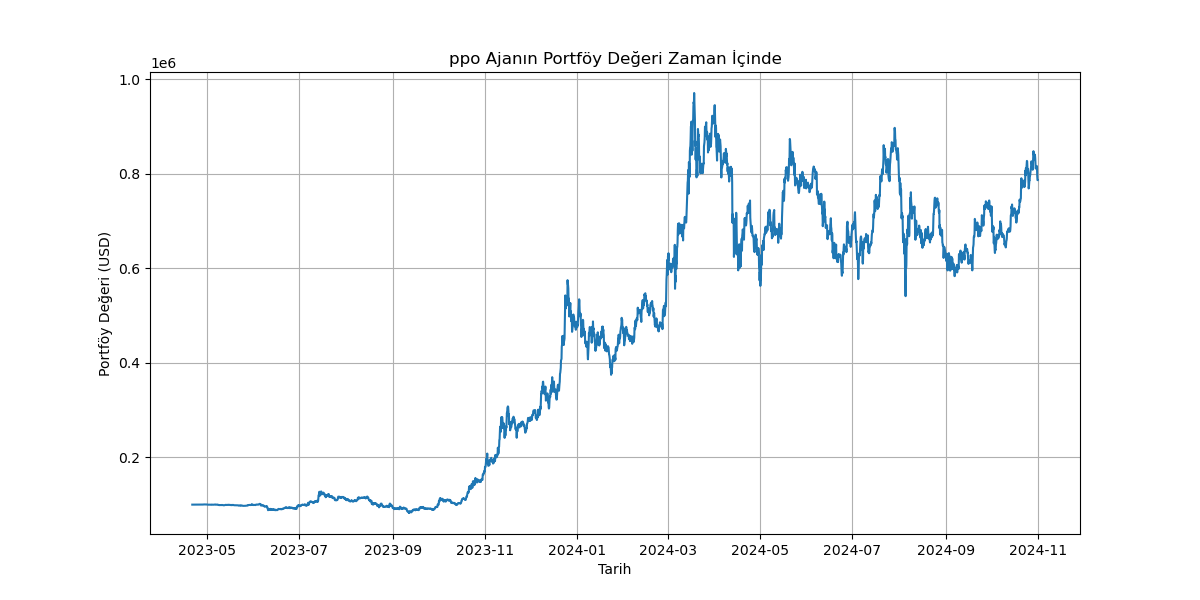 ppo Ajanın Portföy Değeri Zaman İçinde
1e6
1.0
0.8
0.6
0.4
0.2
Portföy Değeri (USD)
2023-05 2023-07 2023-09 2023-11 2024-01 2024-03 2024-05 2024-07 2024-09 2024-11
Tarih